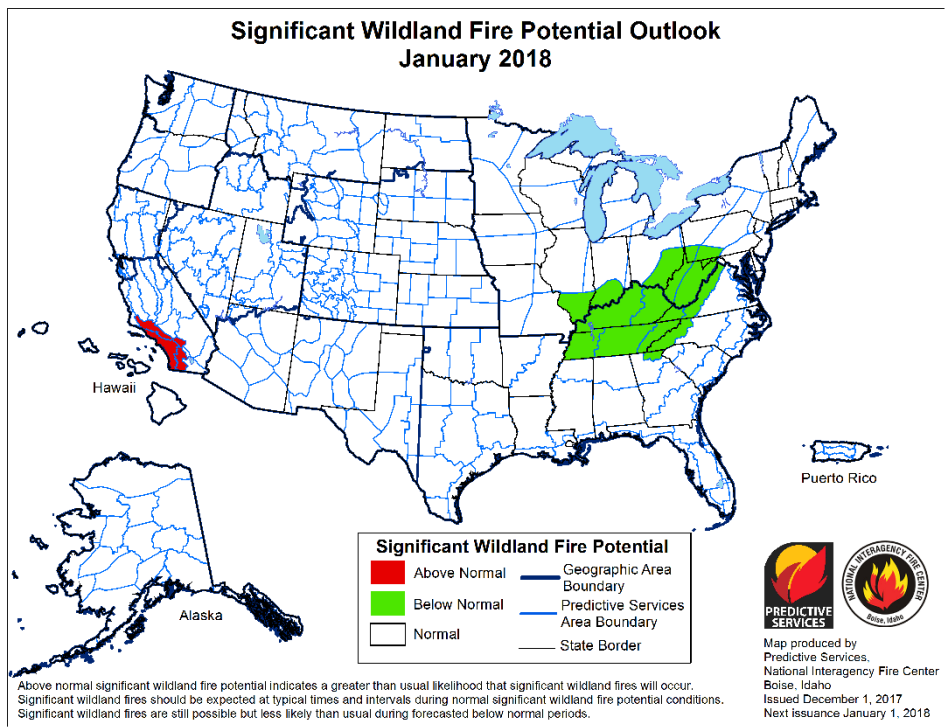 Significant Wildland Fire Potential Outlook
January 2018
Hawaii
Alaska
Puerto Rico
Significant Wildland Fire Potential
Above Normal
Below Normal
Normal
Geographic Area
Boundary
Predictive Services
Area Boundary
State Border
PREDICTIVE
SERVICES
NATIONAL INTERAGENCY FIRE CENTER
Boise, Idaho
Map produced by
Predictive Services,
National Interagency Fire Center
Boise, Idaho
Issued December 1, 2017
Next issuance January 1, 2018
Above normal significant wildland fire potential indicates a greater than usual likelihood that significant wildland fires will occur.
Significant wildland fires should be expected at typical times and intervals during normal significant wildland fire potential conditions.
Significant wildland fires are still possible but less likely than usual during forecasted below normal periods.